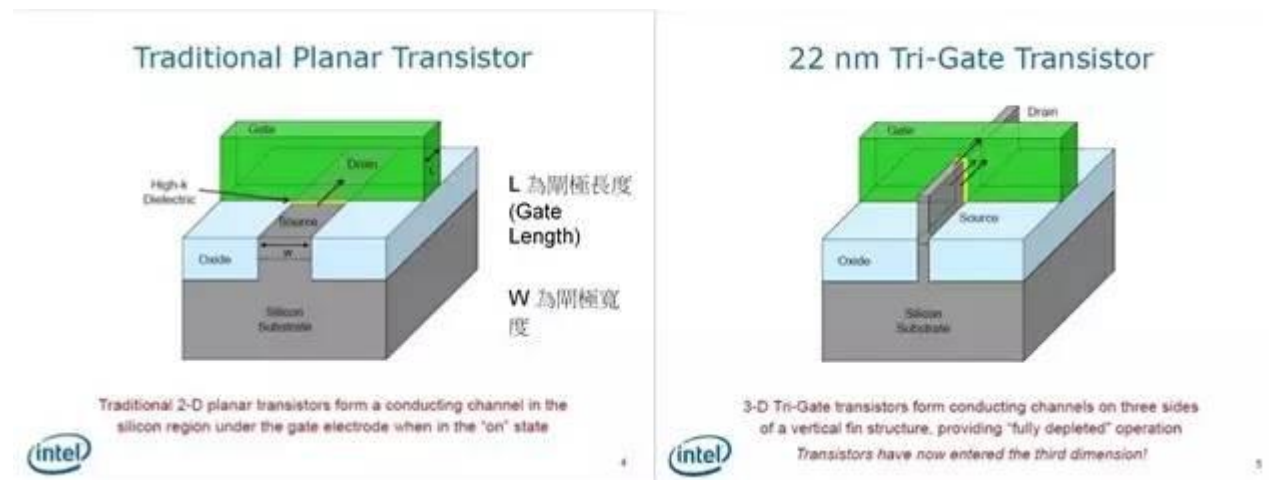 Traditional Planar Transistor
Gate
Drain
L
High-k
Dielectric
Source
W
Oxide
Silicon
Substrate
L 為閘極長度
(Gate
Length)
W 為閘極寬
度
Traditional 2-D planar transistors form a conducting channel in the
silicon region under the gate electrode when in the "on" state
intel
4
22 nm Tri-Gate Transistor
Drain
Gate
Source
Oxide
Silicon
Substrate
3-D Tri-Gate transistors form conducting channels on three sides
of a vertical fin structure, providing "fully depleted" operation
Transistors have now entered the third dimension!
intel
5